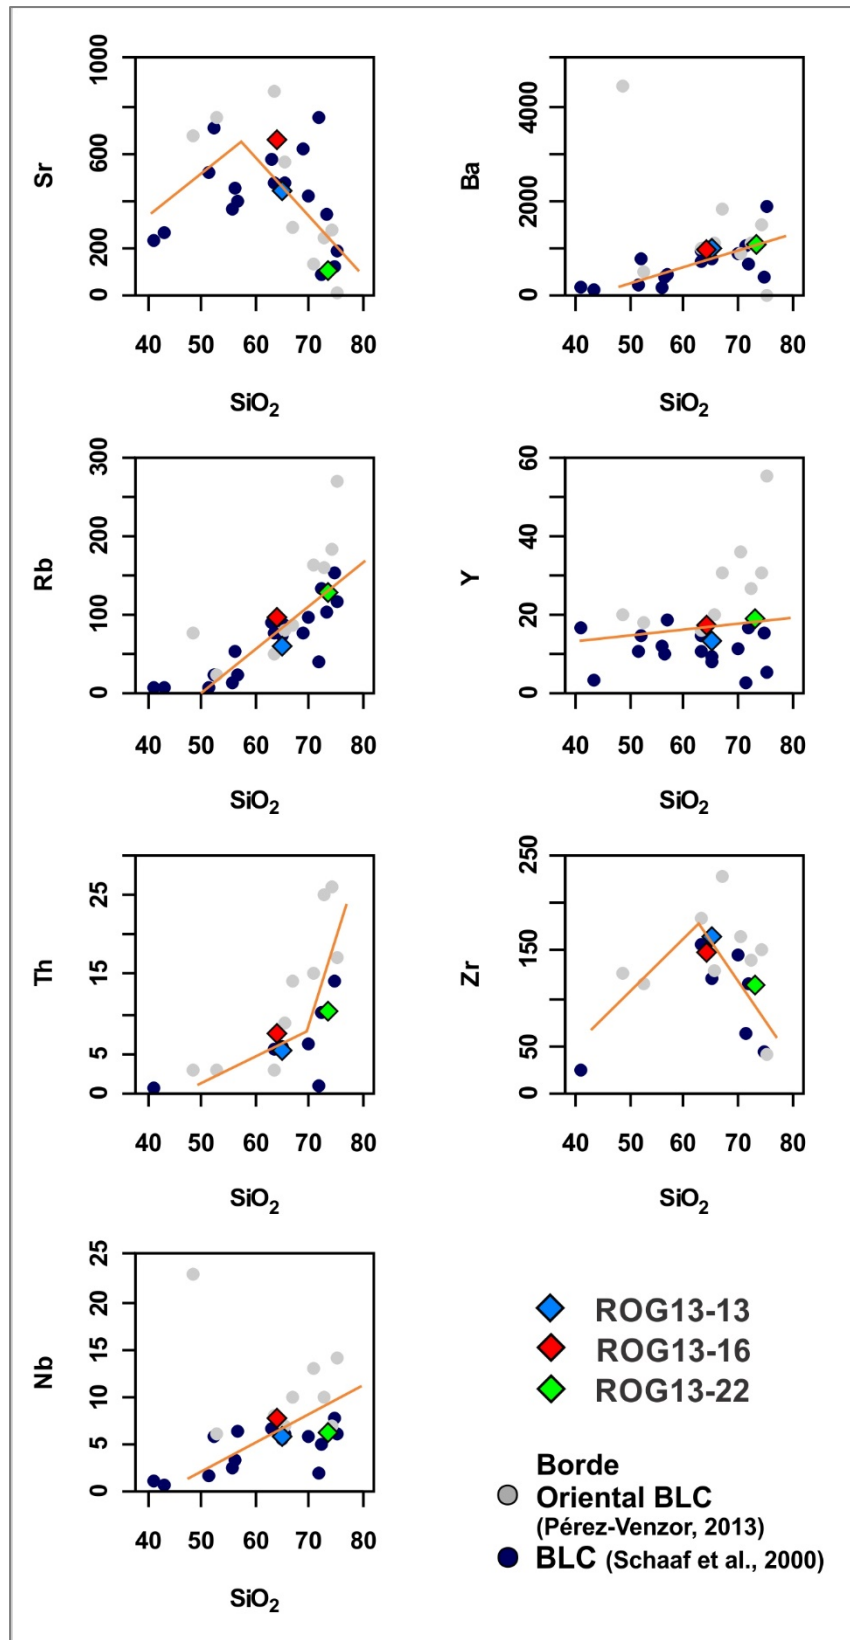 Sr
0 200 600 1000
40 50 60 70 80
SiO2
Ba
0 2000 4000
40 50 60 70 80
SiO2
Rb
0 100 200 300
40 50 60 70 80
SiO2
Y
0 20 40 60
40 50 60 70 80
SiO2
Th
0 5 15 25
40 50 60 70 80
SiO2
Zr
0 50 150 250
40 50 60 70 80
SiO2
Nb
0 5 10 15 20 25
40 50 60 70 80
SiO2
ROG13-13
ROG13-16
ROG13-22
Borde
Oriental BLC
(Pérez-Venzor, 2013)
BLC (Schaaf et al., 2000)